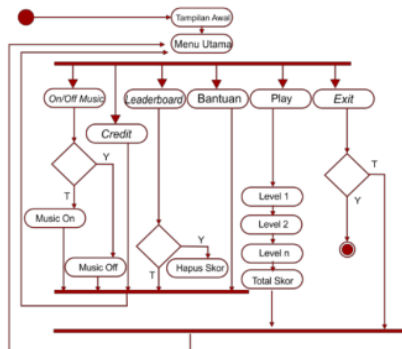 Tampilan Awal
Menu Utama
On/Off Music
Leaderboard
Bantuan
Play
Exit
Credit
Y
T
T
Y
Level 1
Music On
Level 2
Y
Level n
Music Off
T
Hapus Skor
Total Skor